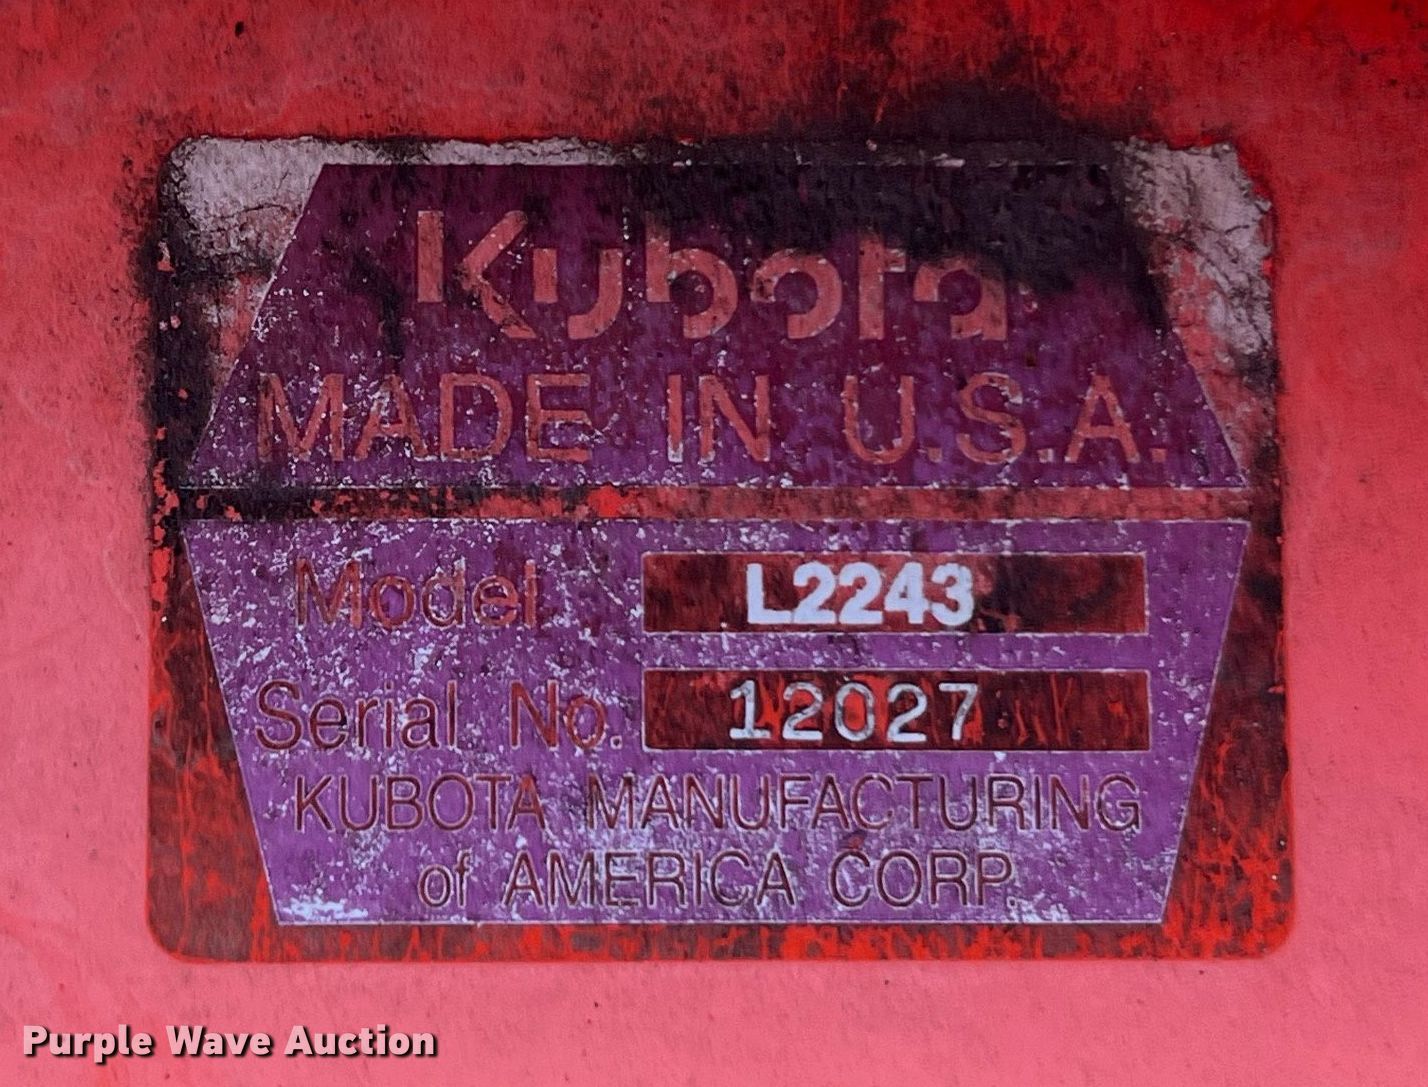 Kubota
MADE IN U.S.A.
Model L2243
Serial No. 12027
KUBOTA MANUFACTURING
of AMERICA CORP.
Purple Wave Auction